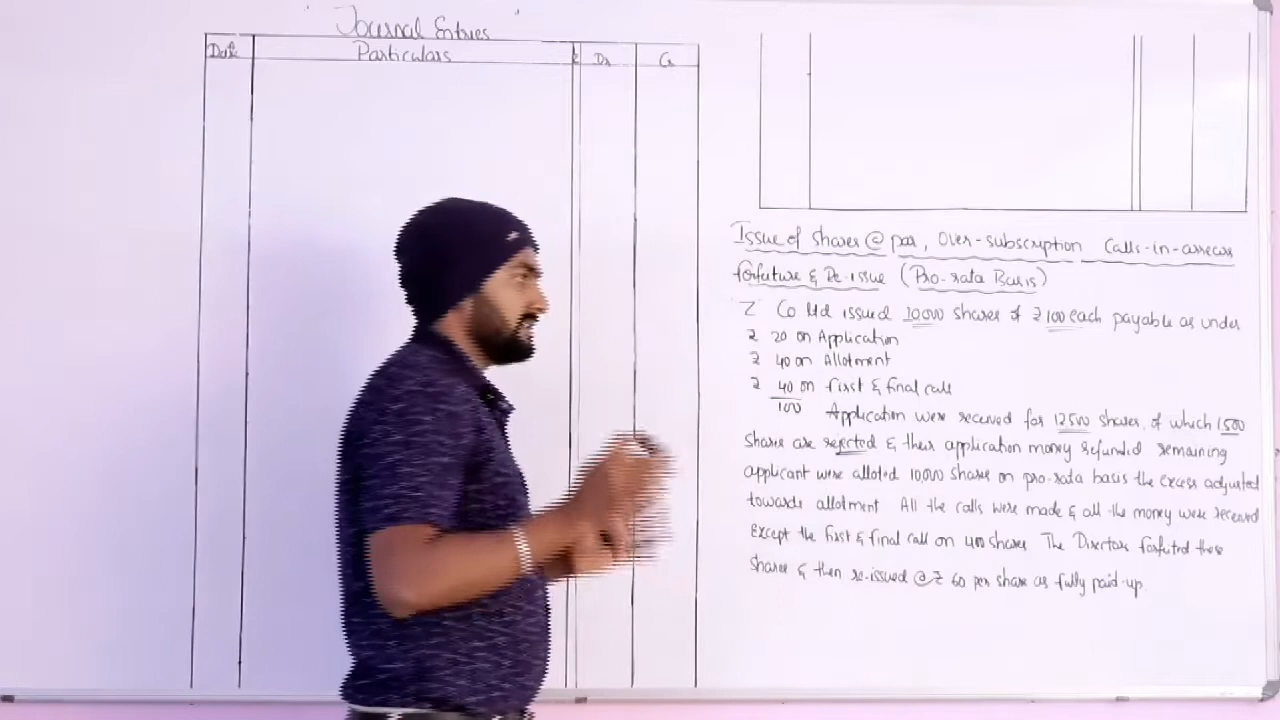 " Journal Entries "
Date Particulars Dr Cr
Issue of shares @ par, Over-subscription Calls-in-arrears
forfuture & Re-issue (Pro-rata Basis)
Z Co Ltd issued 10000 shares of ₹ 100 each payable as under
₹ 20 on Application
₹ 40 on Allotment
₹ 40 on first & final call
100 Application were received for 12500 shares, of which 1500
shares are rejected & their application money refunded remaining
applicant were alloted 10,000 shares on pro-rata basis the excess adjusted
towards allotment All the calls were made & all the money were received
Except the first & final call on 400 shares The Directors forfuted these
shares & then re-issued @ ₹ 60 per share as fully paid-up